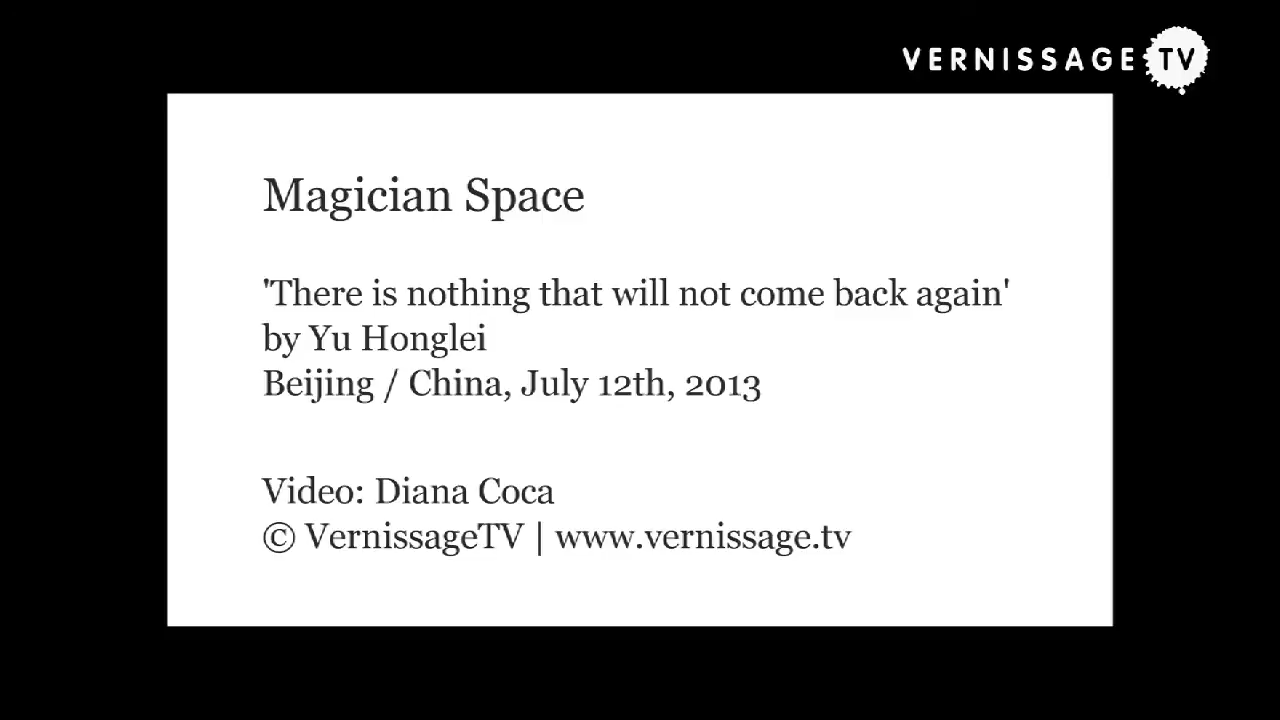 VERNISSAGE TV
Magician Space
'There is nothing that will not come back again'
by Yu Honglei
Beijing / China, July 12th, 2013
Video: Diana Coca
© VernissageTV | www.vernissage.tv